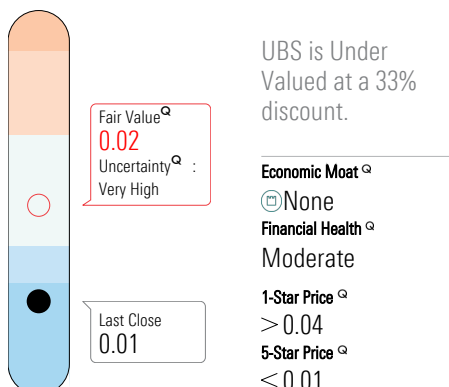 Fair Value Q
0.02
Uncertainty Q :
Very High
Last Close
0.01
UBS is Under
Valued at a 33%
discount.
Economic Moat Q
None
Financial Health Q
Moderate
1-Star Price Q
>0.04
5-Star Price Q
<0.01